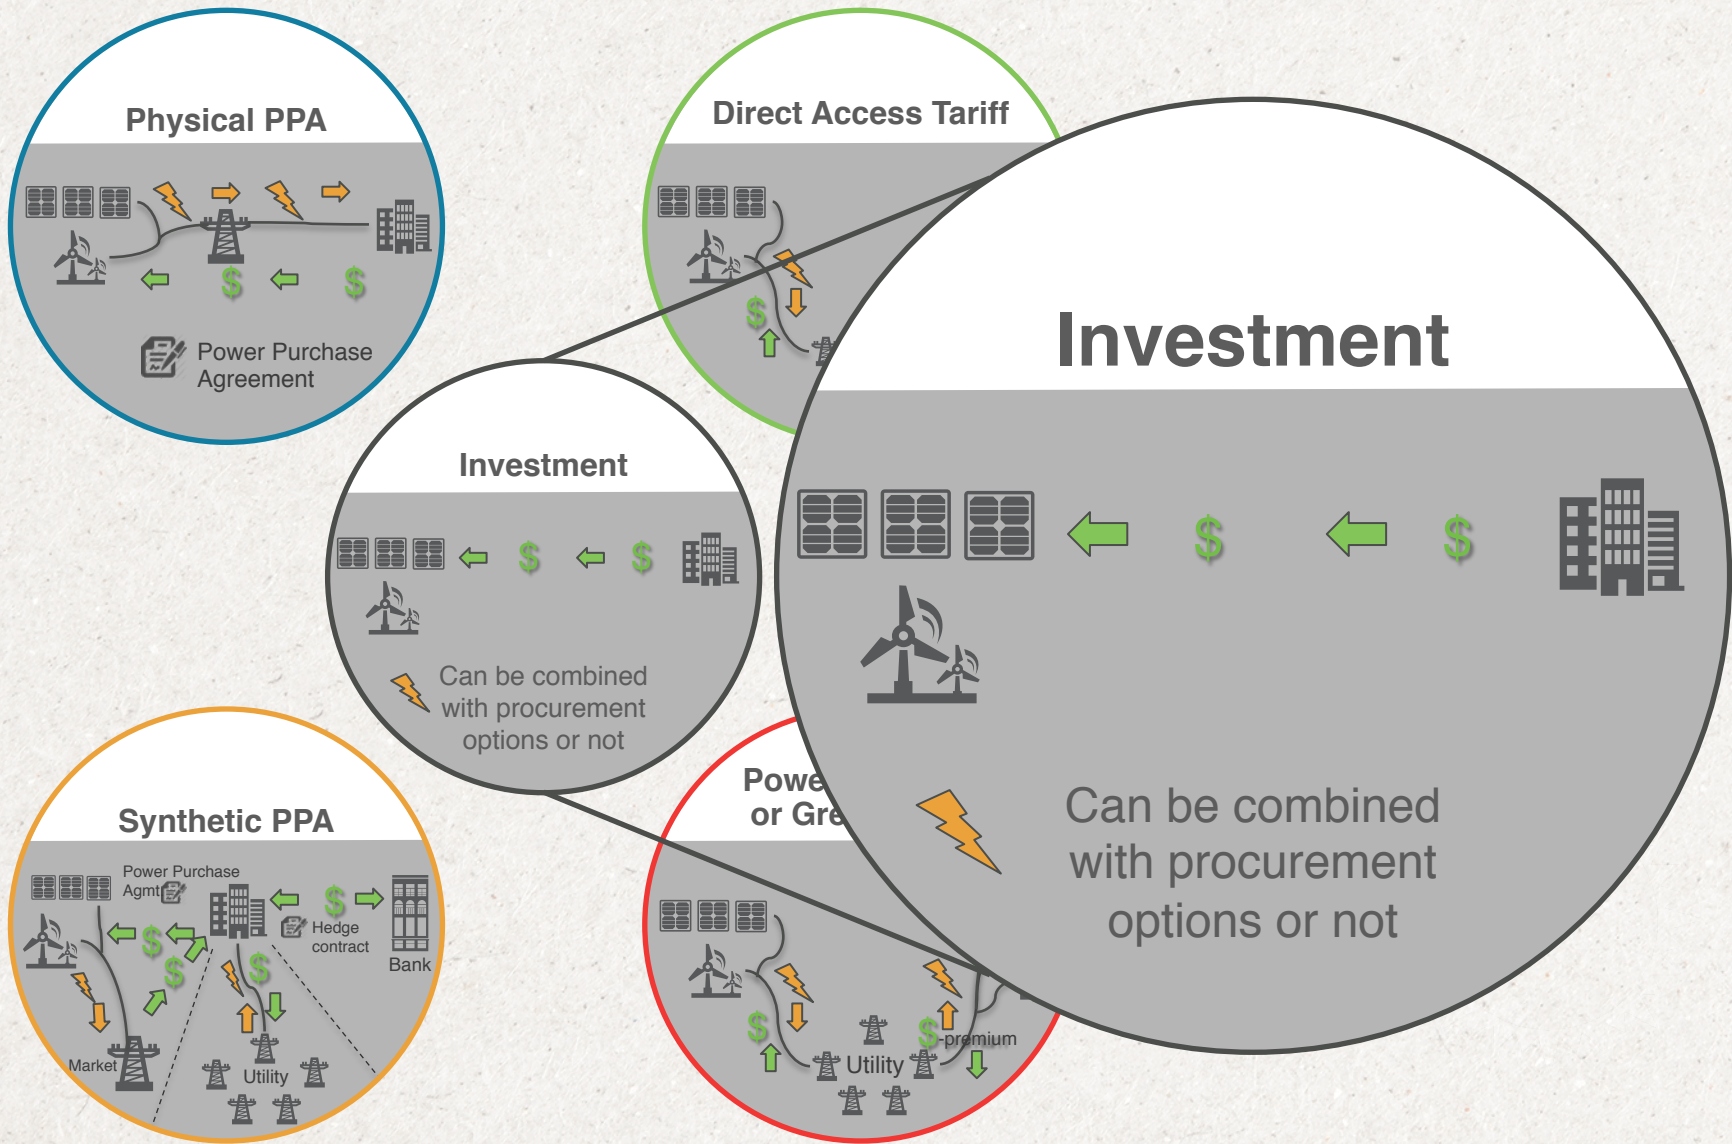 Physical PPA
$ $
Power Purchase
Agreement
Direct Access Tariff
$
Investment
$ $
Can be combined
with procurement
options or not
Investment
$ $
Can be combined
with procurement
options or not
Synthetic PPA
Power Purchase
Agmt
$
Hedge
contract
Bank
$
$
$
Market
Utility
or
$
$-premium
Utility